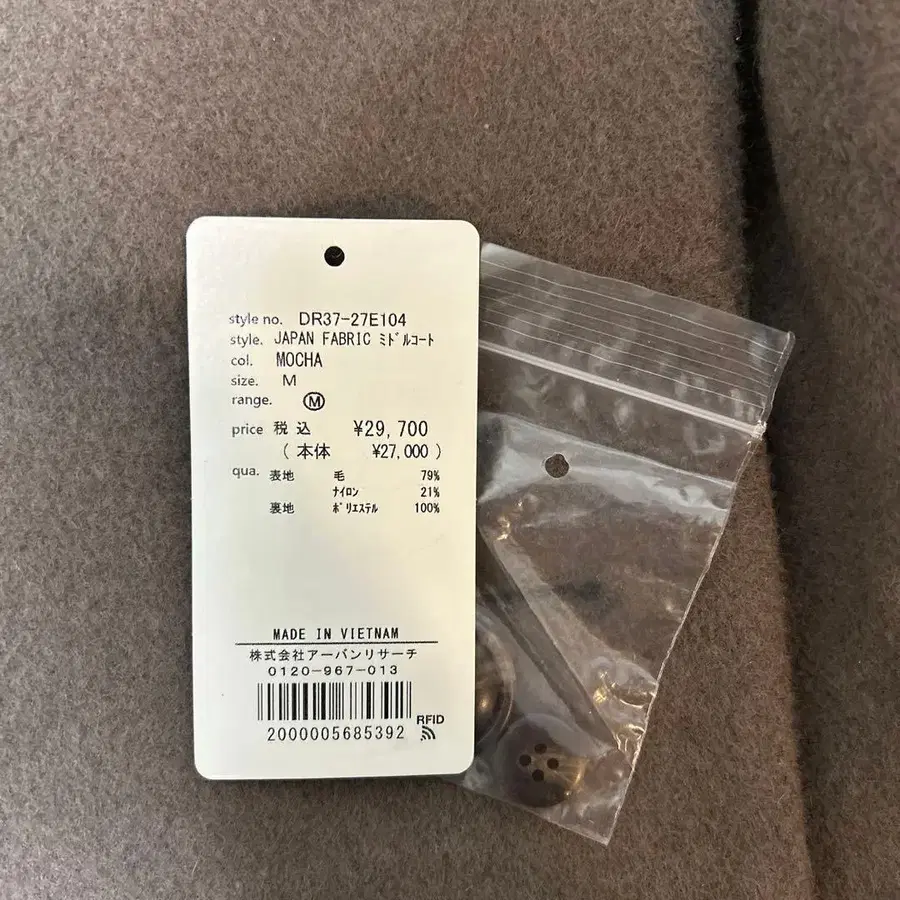 style no. DR37-27E104
style. JAPAN FABRIC ミドルコート
col. MOCHA
size. M
range. Ⓜ
price 税込 ¥29,700
( 本体 ¥27,000 )
qua. 表地 毛 79%
ナイロン 21%
裏地 ポリエステル 100%
MADE IN VIETNAM
株式会社アーバンリサーチ
0120-967-013
RFID
2000005685392